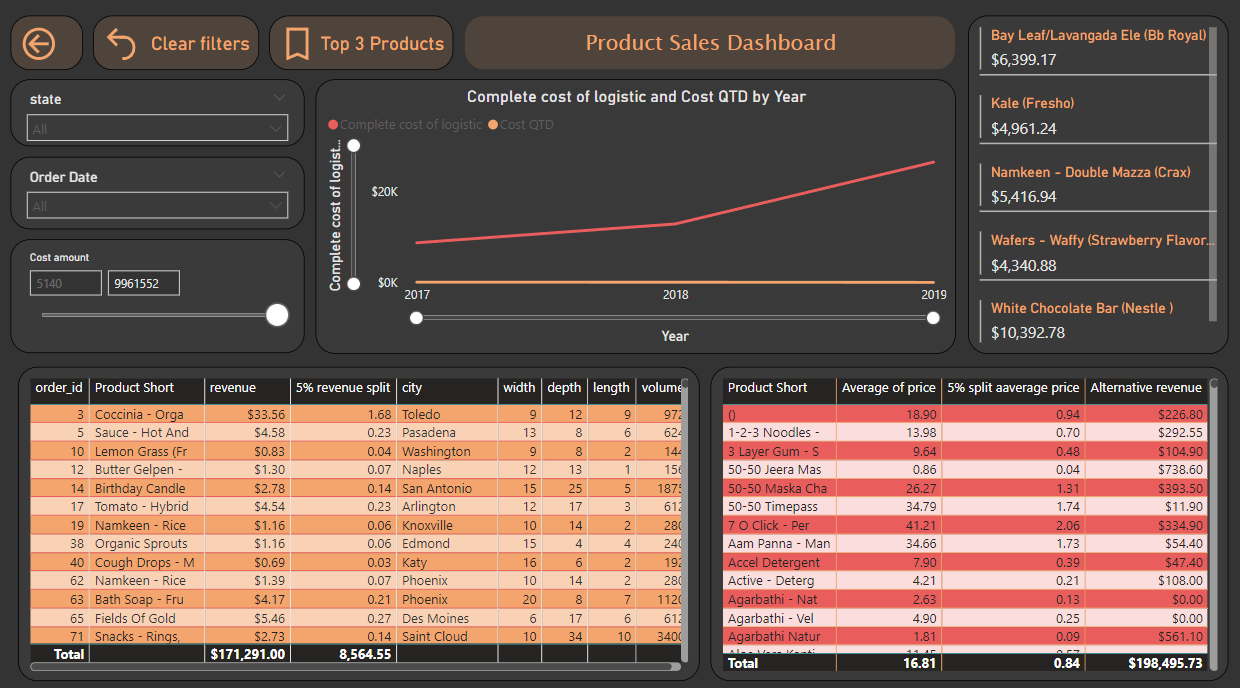 Clear filters
Top 3 Products
Product Sales Dashboard
state
All
Order Date
All
Cost amount
5140 9961552
Complete cost of logistic and Cost QTD by Year
Complete cost of logistic Cost QTD
Complete cost of logist...
$20K
$0K
2017 2018 2019
Year
Bay Leaf/Lavangada Ele (Bb Royal)
$6,399.17
Kale (Fresho)
$4,961.24
Namkeen - Double Mazza (Crax)
$5,416.94
Wafers - Waffy (Strawberry Flavor...
$4,340.88
White Chocolate Bar (Nestle )
$10,392.78
order_id Product Short revenue 5% revenue split city width depth length volume
3 Coccinia - Orga $33.56 1.68 Toledo 9 12 9 972
5 Sauce - Hot And $4.58 0.23 Pasadena 13 8 6 624
10 Lemon Grass (Fr $0.83 0.04 Washington 9 8 2 144
12 Butter Gelpen - $1.30 0.07 Naples 12 13 1 156
14 Birthday Candle $2.78 0.14 San Antonio 15 25 5 1875
17 Tomato - Hybrid $4.54 0.23 Arlington 12 17 3 612
19 Namkeen - Rice $1.16 0.06 Knoxville 10 14 2 280
38 Organic Sprouts $1.16 0.06 Edmond 15 4 4 240
40 Cough Drops - M $0.69 0.03 Katy 16 6 2 192
62 Namkeen - Rice $1.39 0.07 Phoenix 10 14 2 280
63 Bath Soap - Fru $4.17 0.21 Phoenix 20 8 7 1120
65 Fields Of Gold $5.46 0.27 Des Moines 6 17 6 612
71 Snacks - Rings, $2.73 0.14 Saint Cloud 10 34 10 3400
Total $171,291.00 8,564.55
Product Short Average of price 5% split aaverage price Alternative revenue
() 18.90 0.94 $226.80
1-2-3 Noodles - 13.98 0.70 $292.55
3 Layer Gum - S 9.64 0.48 $104.90
50-50 Jeera Mas 0.86 0.04 $738.60
50-50 Maska Cha 26.27 1.31 $393.50
50-50 Timepass 34.79 1.74 $11.90
7 O Click - Per 41.21 2.06 $334.90
Aam Panna - Man 34.66 1.73 $54.40
Accel Detergent 7.90 0.39 $47.40
Active - Deterg 4.21 0.21 $108.00
Agarbathi - Nat 2.63 0.13 $0.00
Agarbathi - Vel 4.90 0.25 $0.00
Agarbathi Natur 1.81 0.09 $561.10
Total 16.81 0.84 $198,495.73